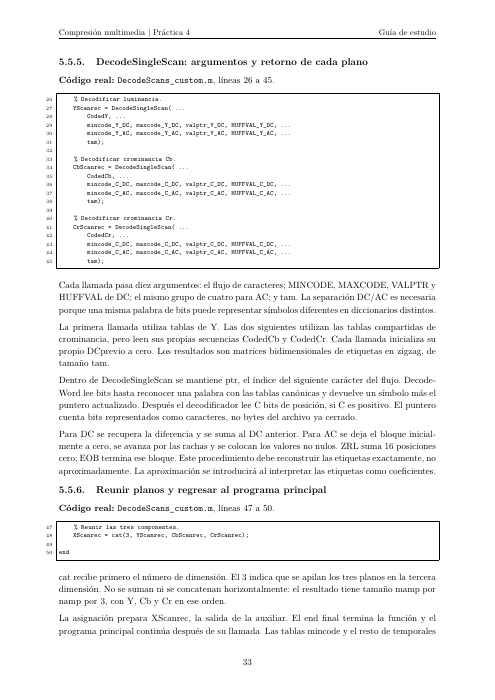 Compresión multimedia | Práctica 4 Guía de estudio
5.5.5. DecodeSingleScan: argumentos y retorno de cada plano
Código real: DecodeScans_custom.m, líneas 26 a 45.
26 % Decodificar luminancia.
27 YScanrec = DecodeSingleScan( ...
28 CodedY, ...
29 mincode_Y_DC, maxcode_Y_DC, valptr_Y_DC, HUFFVAL_Y_DC, ...
30 mincode_Y_AC, maxcode_Y_AC, valptr_Y_AC, HUFFVAL_Y_AC, ...
31 tam);
32
33 % Decodificar crominancia Cb.
34 CbScanrec = DecodeSingleScan( ...
35 CodedCb, ...
36 mincode_C_DC, maxcode_C_DC, valptr_C_DC, HUFFVAL_C_DC, ...
37 mincode_C_AC, maxcode_C_AC, valptr_C_AC, HUFFVAL_C_AC, ...
38 tam);
39
40 % Decodificar crominancia Cr.
41 CrScanrec = DecodeSingleScan( ...
42 CodedCr, ...
43 mincode_C_DC, maxcode_C_DC, valptr_C_DC, HUFFVAL_C_DC, ...
44 mincode_C_AC, maxcode_C_AC, valptr_C_AC, HUFFVAL_C_AC, ...
45 tam);
Cada llamada pasa diez argumentos: el flujo de caracteres; MINCODE, MAXCODE, VALPTR y
HUFFVAL de DC; el mismo grupo de cuatro para AC; y tam. La separación DC/AC es necesaria
porque una misma palabra de bits puede representar símbolos diferentes en diccionarios distintos.
La primera llamada utiliza tablas de Y. Las dos siguientes utilizan las tablas compartidas de
crominancia, pero leen sus propias secuencias CodedCb y CodedCr. Cada llamada inicializa su
propio DCprevio a cero. Los resultados son matrices bidimensionales de etiquetas en zigzag, de
tamaño tam.
Dentro de DecodeSingleScan se mantiene ptr, el índice del siguiente carácter del flujo. Decode-
Word lee bits hasta reconocer una palabra con las tablas canónicas y devuelve un símbolo más el
puntero actualizado. Después el decodificador lee C bits de posición, si C es positivo. El puntero
cuenta bits representados como caracteres, no bytes del archivo ya cerrado.
Para DC se recupera la diferencia y se suma al DC anterior. Para AC se deja el bloque inicial-
mente a cero, se avanza por las rachas y se colocan los valores no nulos. ZRL suma 16 posiciones
cero; EOB termina ese bloque. Este procedimiento debe reconstruir las etiquetas exactamente, no
aproximadamente. La aproximación se introducirá al interpretar las etiquetas como coeficientes.
5.5.6. Reunir planos y regresar al programa principal
Código real: DecodeScans_custom.m, líneas 47 a 50.
47 % Reunir las tres componentes.
48 XScanrec = cat(3, YScanrec, CbScanrec, CrScanrec);
49
50 end
cat recibe primero el número de dimensión. El 3 indica que se apilan los tres planos en la tercera
dimensión. No se suman ni se concatenan horizontalmente: el resultado tiene tamaño mamp por
namp por 3, con Y, Cb y Cr en ese orden.
La asignación prepara XScanrec, la salida de la auxiliar. El end final termina la función y el
programa principal continúa después de su llamada. Las tablas mincode y el resto de temporales
33